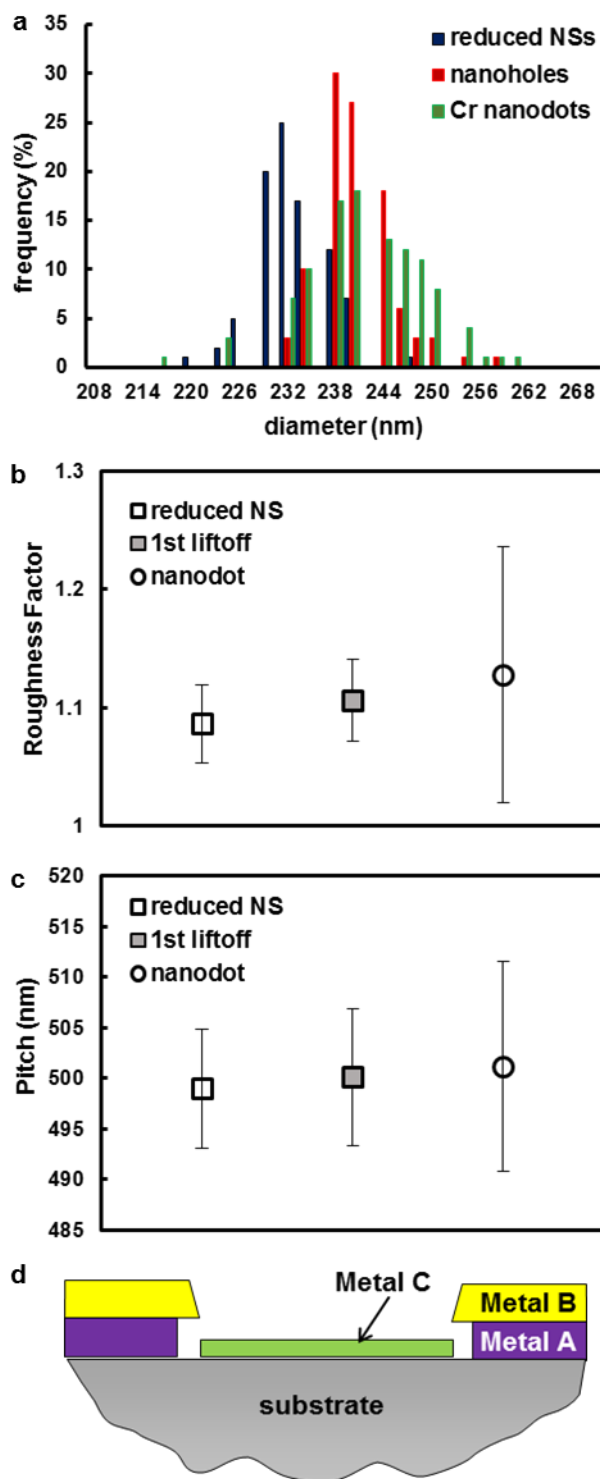 a
35
30
25
20
15
10
5
0
frequency (%)
reduced NSs
nanoholes
Cr nanodots
208 214 220 226 232 238 244 250 256 262 268
diameter (nm)
b
1.3
1.2
1.1
1
Roughness Factor
reduced NS
1st liftoff
nanodot
c
520
515
510
505
500
495
490
485
Pitch (nm)
reduced NS
1st liftoff
nanodot
d
Metal C
Metal B
Metal A
substrate